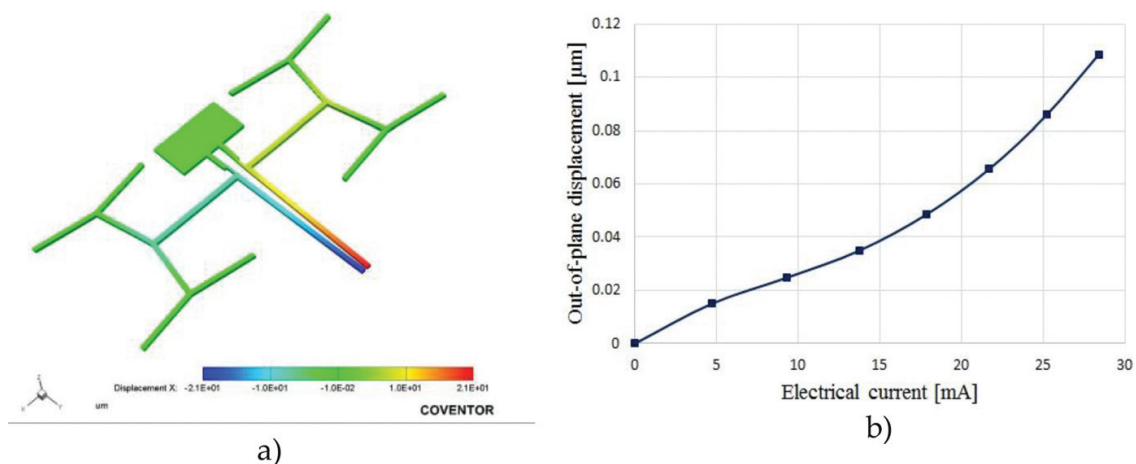 Displacement X: -2.1E+01 -1.0E+01 -1.0E-02 1.0E+01 2.1E+01
um
COVENTOR
a)
Out-of-plane displacement [µm]
0.12
0.1
0.08
0.06
0.04
0.02
0
0 5 10 15 20 25 30
Electrical current [mA]
b)